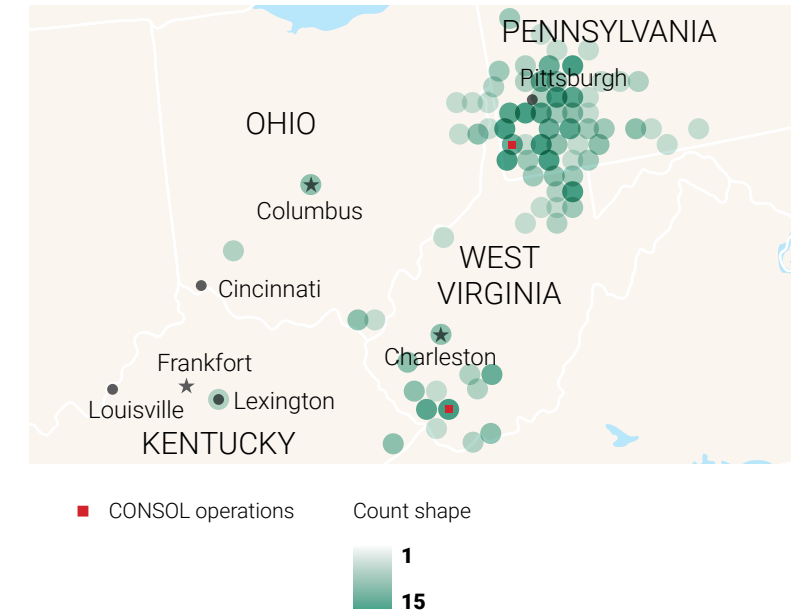 PENNSYLVANIA
Pittsburgh
OHIO
Columbus
WEST
VIRGINIA
Cincinnati
Charleston
Frankfort
Lexington
Louisville
KENTUCKY
CONSOL operations
Count shape
1
15